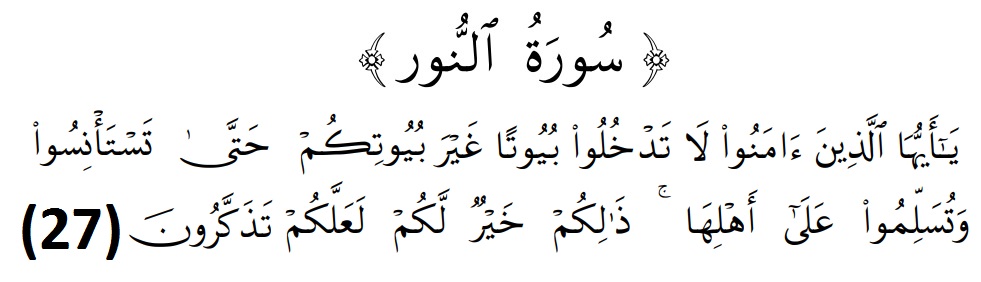 ﴿ سُورَةُ ٱلنُّور ﴾
يَـٰٓأَيُّهَا ٱلَّذِينَ ءَامَنُوا۟ لَا تَدْخُلُوا۟ بُيُوتًا غَيْرَ بُيُوتِكُمْ حَتَّىٰ تَسْتَأْنِسُوا۟
وَتُسَلِّمُوا۟ عَلَىٰٓ أَهْلِهَا ۚ ذَٰلِكُمْ خَيْرٌ لَّكُمْ لَعَلَّكُمْ تَذَكَّرُونَ (27)